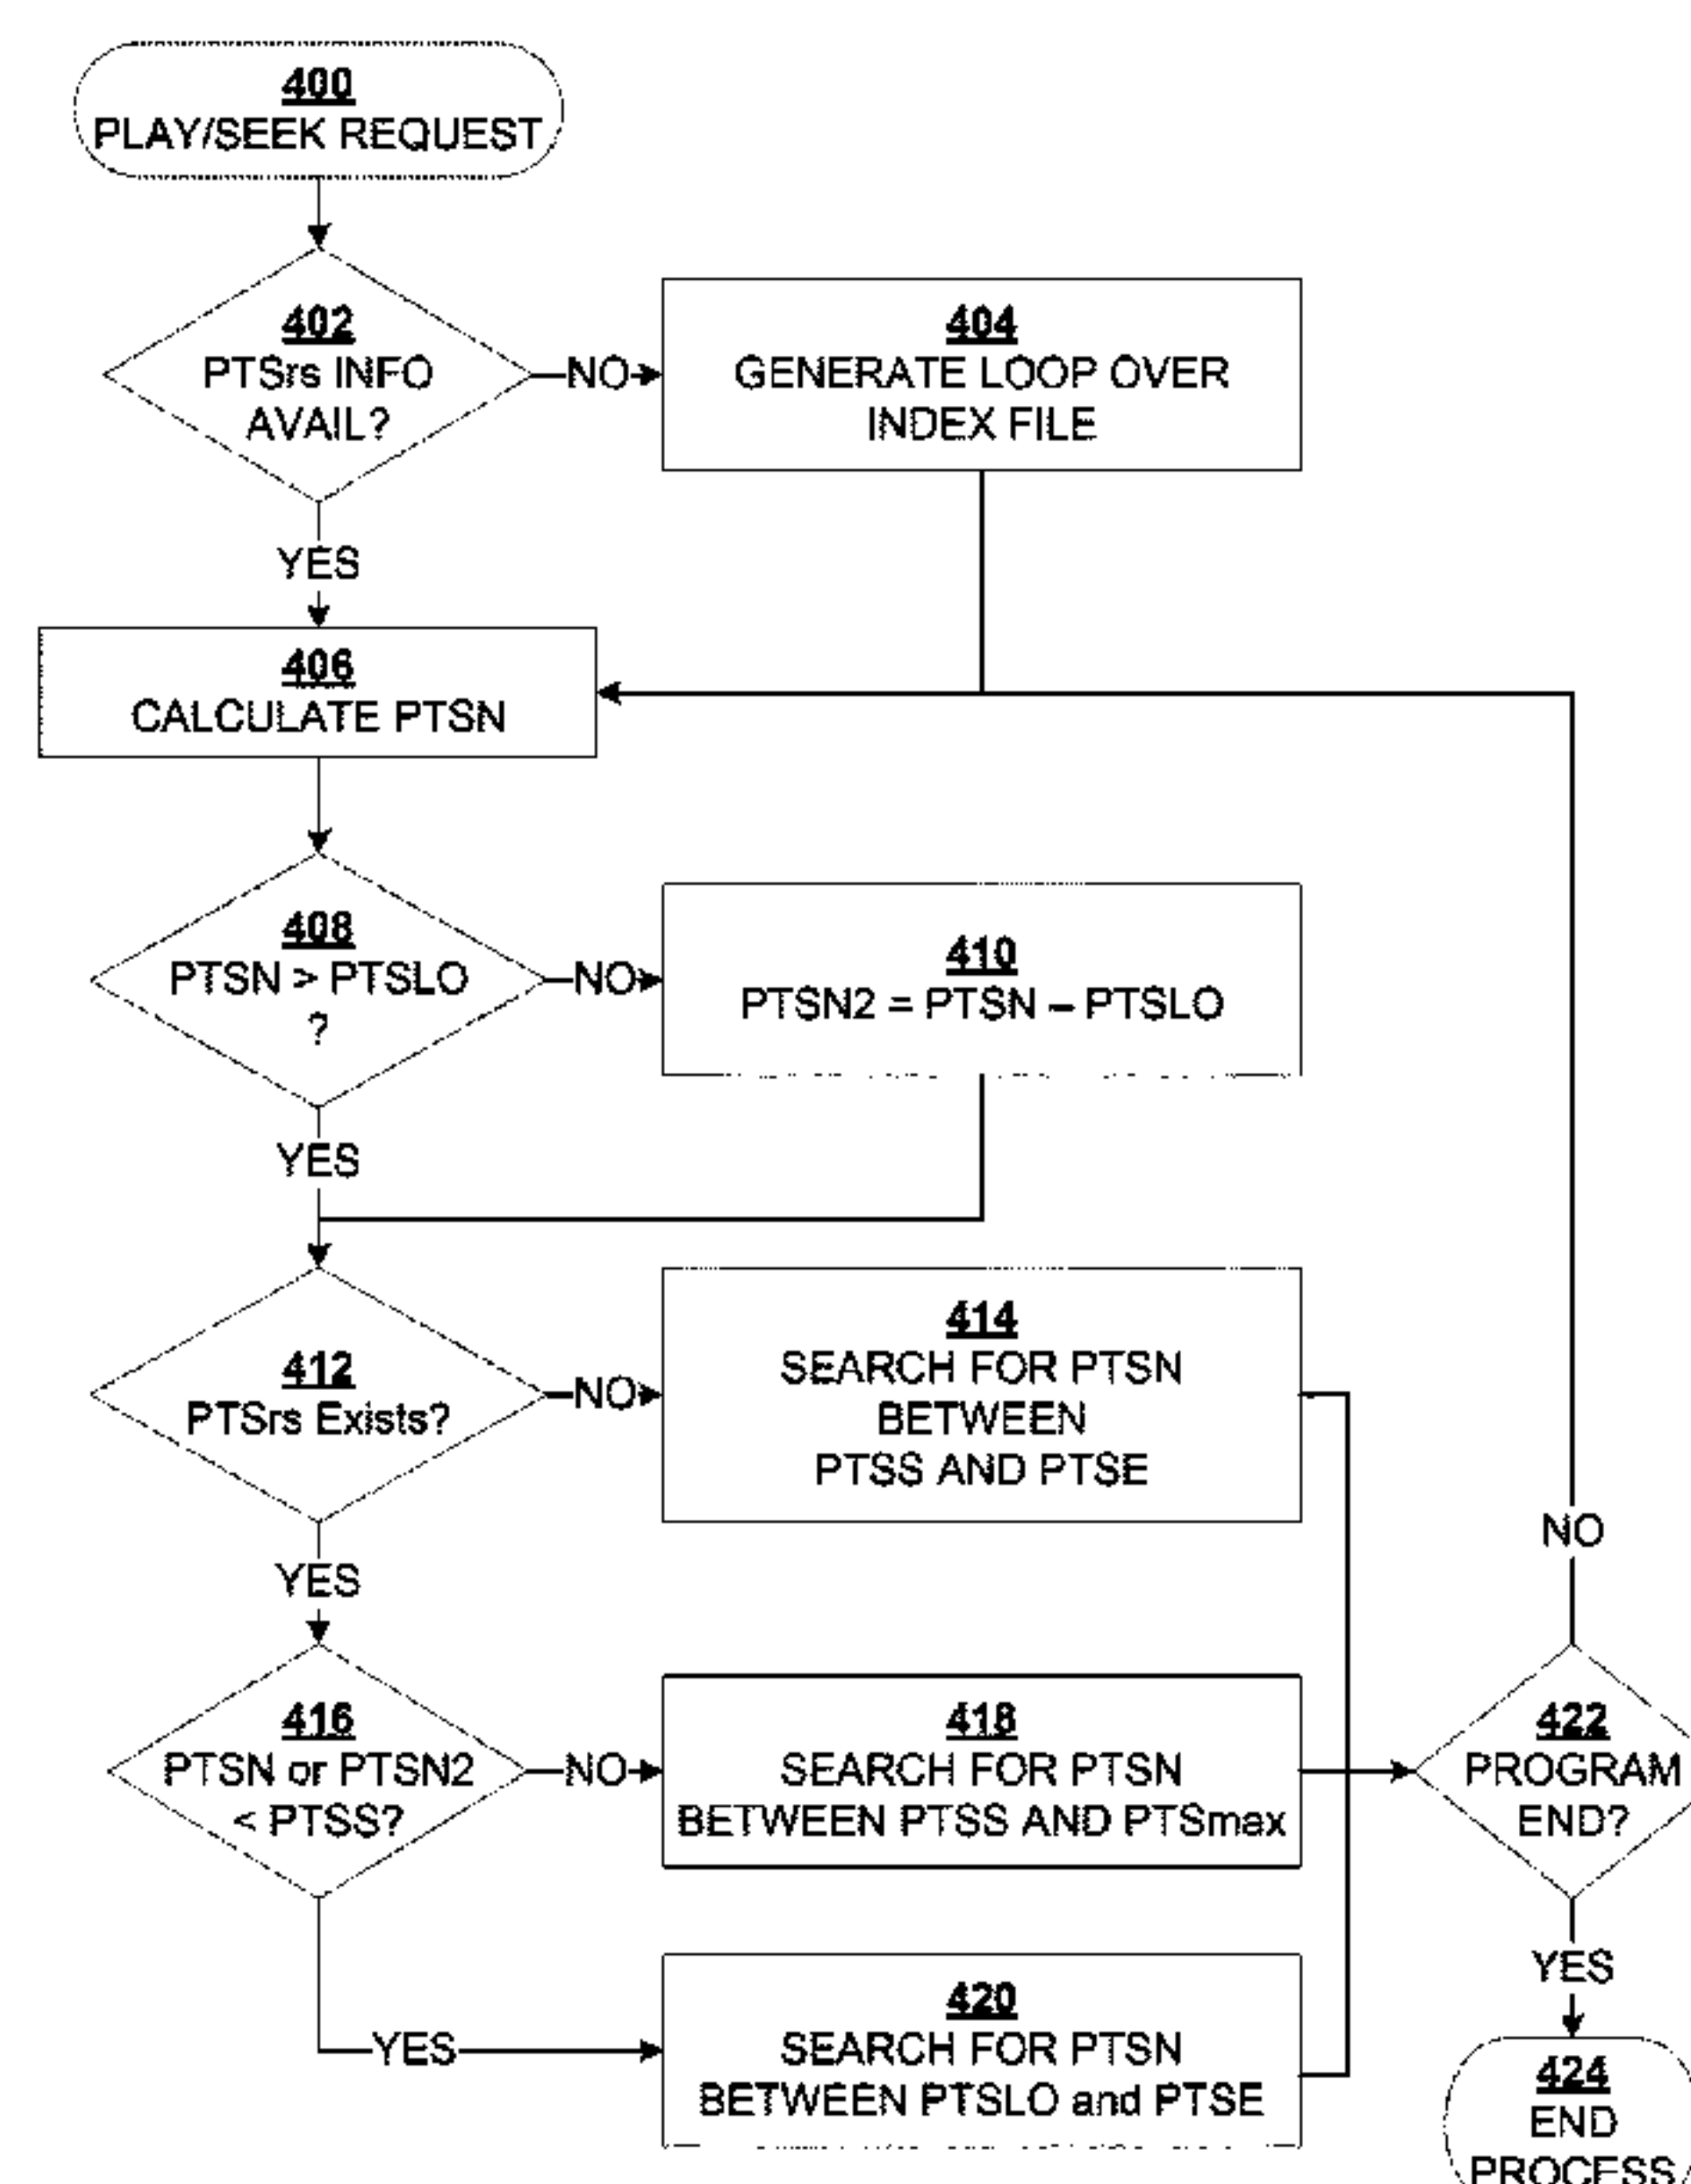 400
PLAY/SEEK REQUEST
402
PTSrs INFO
AVAIL?
NO
404
GENERATE LOOP OVER
INDEX FILE
YES
406
CALCULATE PTSN
408
PTSN > PTSLO
?
NO
410
PTSN2 = PTSN – PTSLO
YES
412
PTSrs Exists?
NO
414
SEARCH FOR PTSN
BETWEEN
PTSS AND PTSE
YES
416
PTSN or PTSN2
< PTSS?
NO
418
SEARCH FOR PTSN
BETWEEN PTSS AND PTSmax
YES
420
SEARCH FOR PTSN
BETWEEN PTSLO and PTSE
NO
422
PROGRAM
END?
YES
424
END
PROCESS